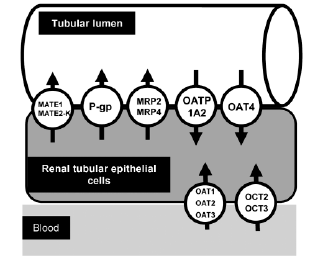 Tubular lumen
MATE1
MATE2-K
P-gp
MRP2
MRP4
OATP
1A2
OAT4
Renal tubular epithelial
cells
OAT1
OAT2
OAT3
OCT2
OCT3
Blood